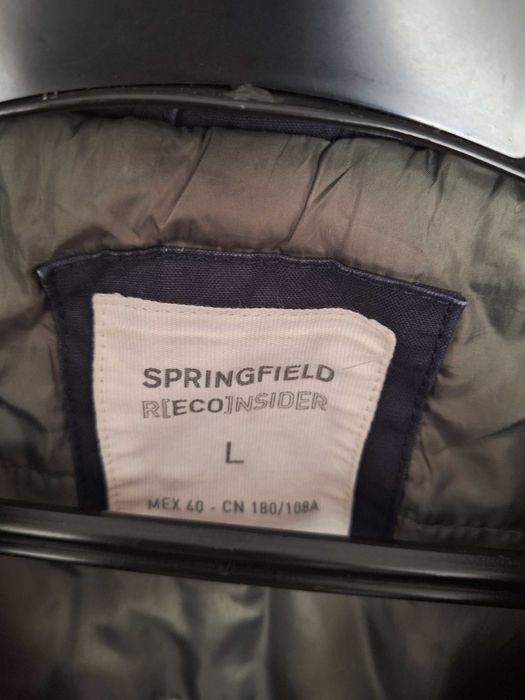 SPRINGFIELD
R[ECO]NSIDER
L
MEX 40 - CN 180/108A